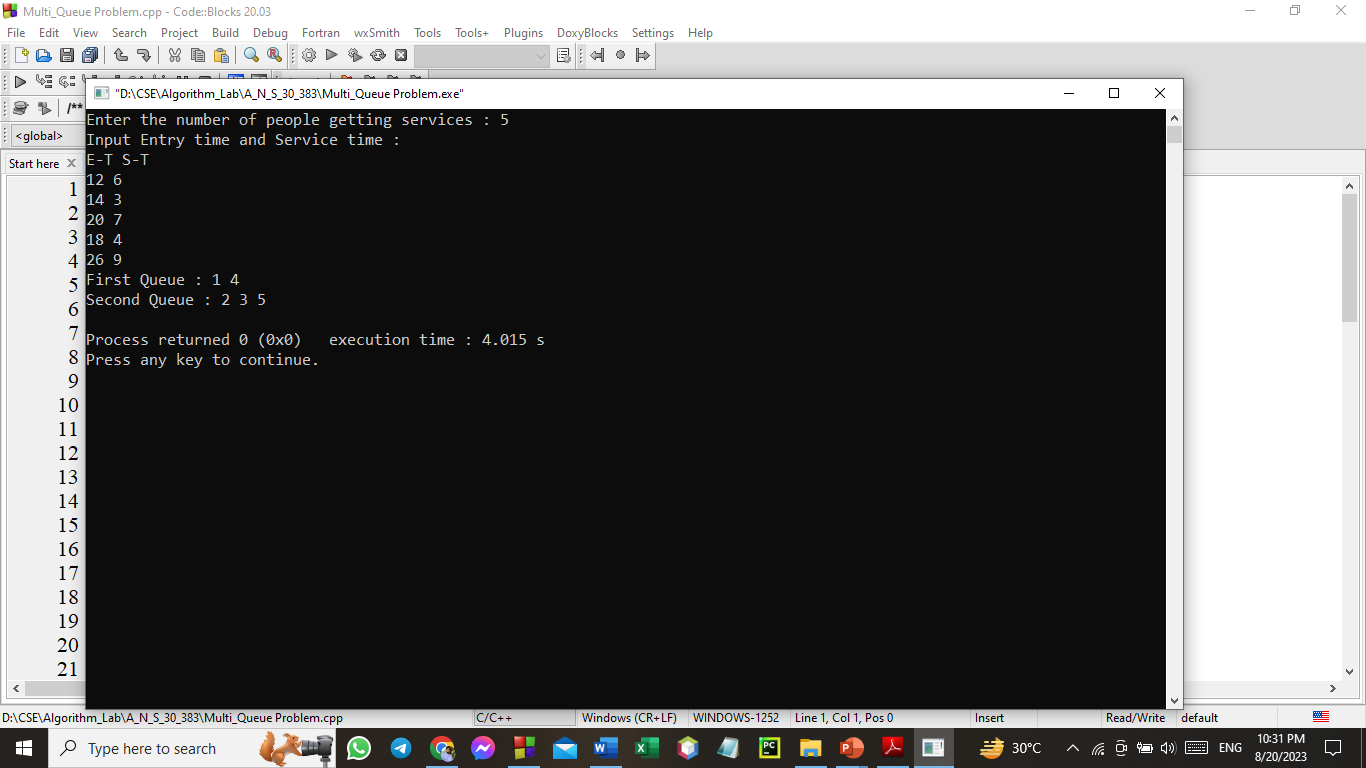 Multi_Queue Problem.cpp - Code::Blocks 20.03
File Edit View Search Project Build Debug Fortran wxSmith Tools Tools+ Plugins DoxyBlocks Settings Help
/**
<global>
Start here
"D:\CSE\Algorithm_Lab\A_N_S_30_383\Multi_Queue Problem.exe"
Enter the number of people getting services : 5
Input Entry time and Service time :
E-T S-T
12 6
14 3
20 7
18 4
26 9
First Queue : 1 4
Second Queue : 2 3 5
Process returned 0 (0x0)   execution time : 4.015 s
Press any key to continue.
1
2
3
4
5
6
7
8
9
10
11
12
13
14
15
16
17
18
19
20
21
D:\CSE\Algorithm_Lab\A_N_S_30_383\Multi_Queue Problem.cpp C/C++ Windows (CR+LF) WINDOWS-1252 Line 1, Col 1, Pos 0 Insert Read/Write default
Type here to search 30°C ENG 10:31 PM
8/20/2023